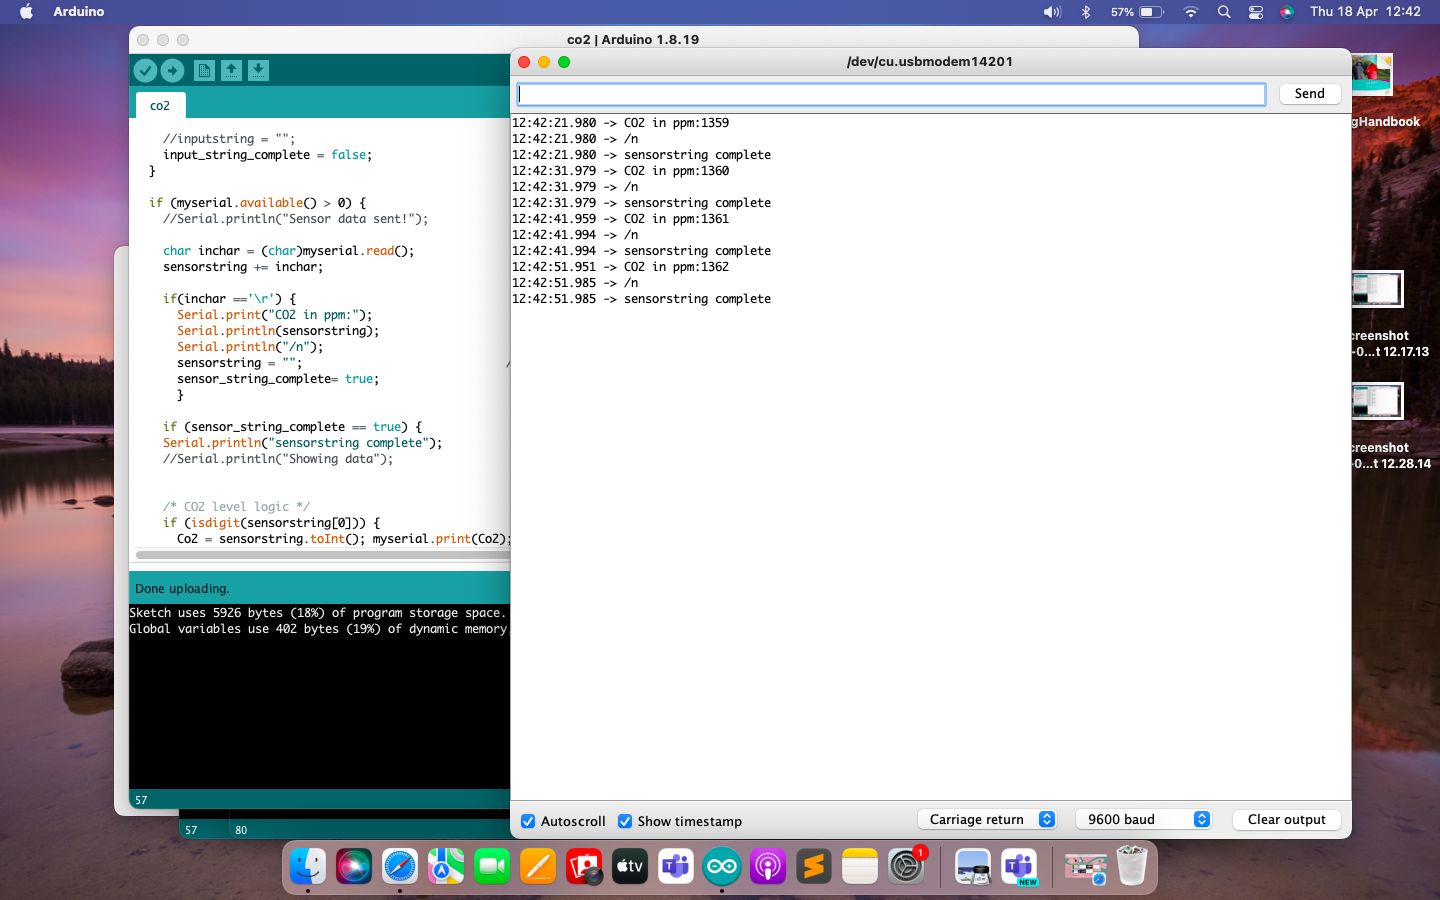 Arduino
57%
Thu 18 Apr 12:42
co2 | Arduino 1.8.19
co2
//inputstring = "";
input_string_complete = false;
}
if (myserial.available() > 0) {
//Serial.println("Sensor data sent!");
char inchar = (char)myserial.read();
sensorstring += inchar;
if(inchar =='\r') {
Serial.print("CO2 in ppm:");
Serial.println(sensorstring);
Serial.println("/n");
sensorstring = ""; /
sensor_string_complete= true;
}
if (sensor_string_complete == true) {
Serial.println("sensorstring complete");
//Serial.println("Showing data");
/* CO2 level logic */
if (isdigit(sensorstring[0])) {
Co2 = sensorstring.toInt(); myserial.print(Co2);
Done uploading.
Sketch uses 5926 bytes (18%) of program storage space.
Global variables use 402 bytes (19%) of dynamic memory
57
57 80
/dev/cu.usbmodem14201
Send
12:42:21.980 -> CO2 in ppm:1359
12:42:21.980 -> /n
12:42:21.980 -> sensorstring complete
12:42:31.979 -> CO2 in ppm:1360
12:42:31.979 -> /n
12:42:31.979 -> sensorstring complete
12:42:41.959 -> CO2 in ppm:1361
12:42:41.994 -> /n
12:42:41.994 -> sensorstring complete
12:42:51.951 -> CO2 in ppm:1362
12:42:51.985 -> /n
12:42:51.985 -> sensorstring complete
Autoscroll
Show timestamp
Carriage return
9600 baud
Clear output
gHandbook
creenshot
-0...t 12.17.13
creenshot
-0...t 12.28.14
tv
1
NEW